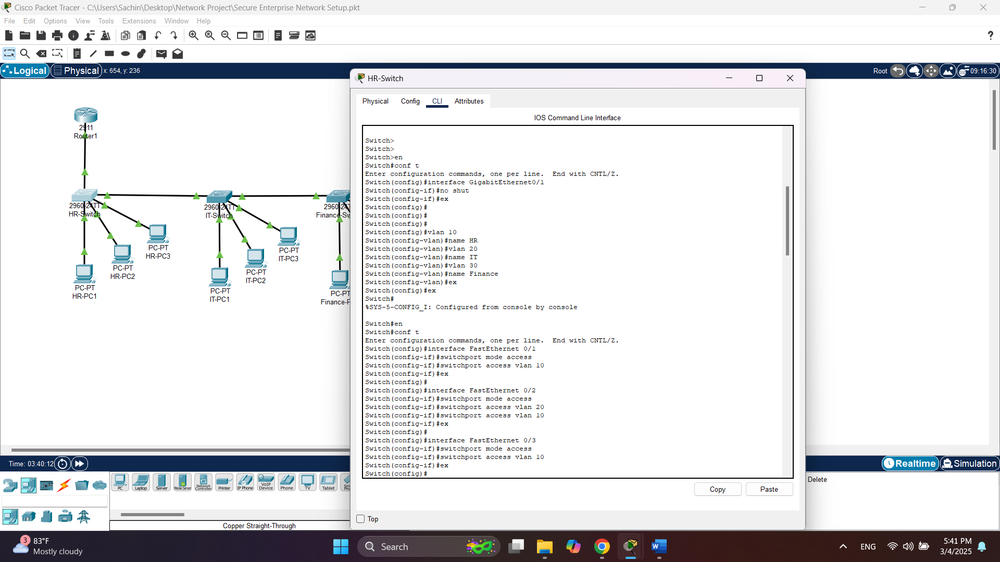 Cisco Packet Tracer - C:\Users\Sachin\Desktop\Network Project\Secure Enterprise Network Setup.pkt
File Edit Options View Tools Extensions Window Help
?
Logical Physical x: 654, y: 236
Root 09:16:30
2911
Router1
2960-24TT
HR-Switch
2960-24TT
IT-Switch
2960-24T
Finance-Sw
PC-PT
HR-PC3
PC-PT
HR-PC2
PC-PT
HR-PC1
PC-PT
IT-PC3
PC-PT
IT-PC2
PC-PT
IT-PC1
PC-PT
Finance-P
HR-Switch
Physical Config CLI Attributes
IOS Command Line Interface
Switch>
Switch>
Switch>en
Switch#conf t
Enter configuration commands, one per line. End with CNTL/Z.
Switch(config)#interface GigabitEthernet0/1
Switch(config-if)#no shut
Switch(config-if)#ex
Switch(config)#
Switch(config)#
Switch(config)#
Switch(config)#vlan 10
Switch(config-vlan)#name HR
Switch(config-vlan)#vlan 20
Switch(config-vlan)#name IT
Switch(config-vlan)#vlan 30
Switch(config-vlan)#name Finance
Switch(config-vlan)#ex
Switch(config)#ex
Switch#
%SYS-5-CONFIG_I: Configured from console by console
Switch#en
Switch#conf t
Enter configuration commands, one per line. End with CNTL/Z.
Switch(config)#interface FastEthernet 0/1
Switch(config-if)#switchport mode access
Switch(config-if)#switchport access vlan 10
Switch(config-if)#ex
Switch(config)#
Switch(config)#interface FastEthernet 0/2
Switch(config-if)#switchport mode access
Switch(config-if)#switchport access vlan 20
Switch(config-if)#switchport access vlan 10
Switch(config-if)#ex
Switch(config)#
Switch(config)#interface FastEthernet 0/3
Switch(config-if)#switchport mode access
Switch(config-if)#switchport access vlan 10
Switch(config-if)#ex
Switch(config)#
Copy Paste
Top
Time: 03:40:12
Realtime Simulation
PC Laptop Server Meraki Server Network Controller Printer IP Phone VoIP Device Phone TV Tablet
Delete
Copper Straight-Through
3
83°F
Mostly cloudy
Search
ENG
5:41 PM
3/4/2025